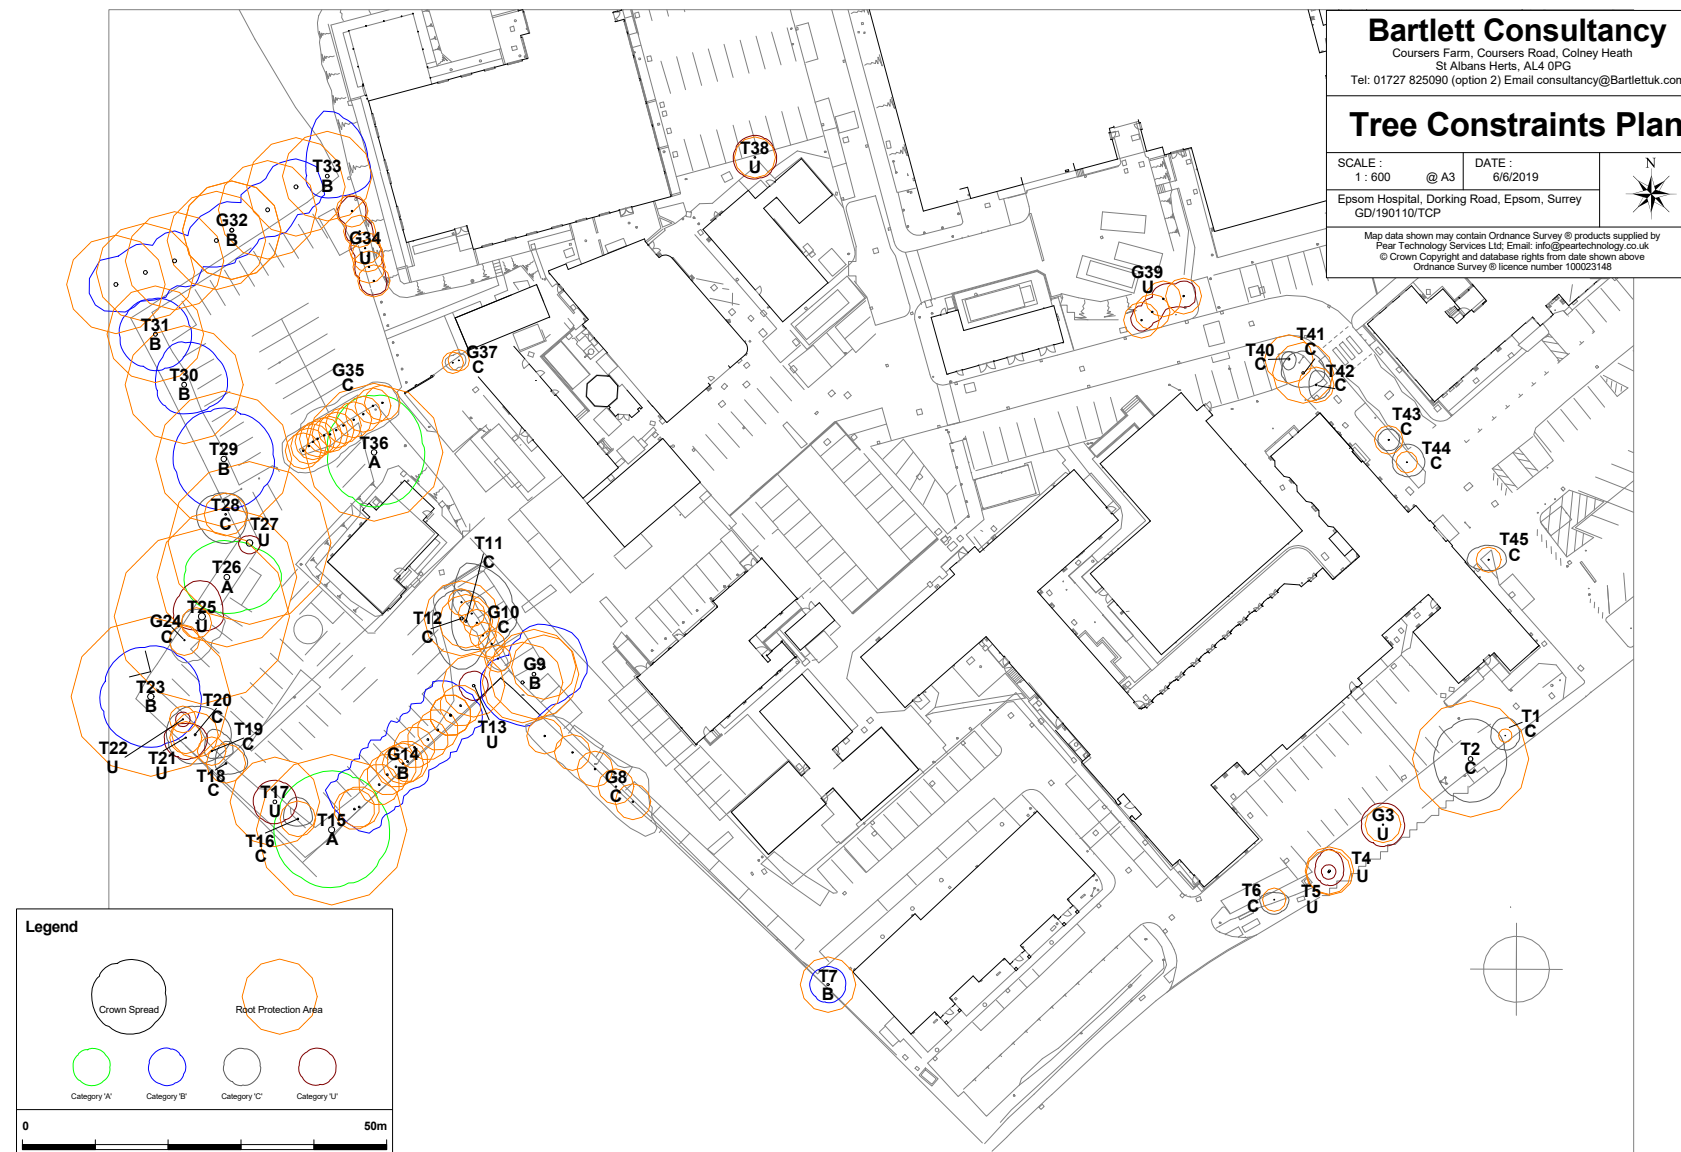 Bartlett Consultancy
Coursers Farm, Coursers Road, Colney Heath
St Albans Herts, AL4 0PG
Tel: 01727 825090 (option 2) Email consultancy@Bartlettuk.com
Tree Constraints Plan
SCALE :
1 : 600 @ A3
DATE :
6/6/2019
N
Epsom Hospital, Dorking Road, Epsom, Surrey
GD/190110/TCP
Map data shown may contain Ordnance Survey ® products supplied by
Pear Technology Services Ltd; Email: info@peartechnology.co.uk
© Crown Copyright and database rights from date shown above
Ordnance Survey ® licence number 100023148
T33
B
T38
U
G32
B
G34
U
G39
U
T31
B
T41
C
T40
C
T42
C
G37
C
T30
B
G35
C
T43
C
T36
A
T44
C
T29
B
T28
C
T27
U
T45
C
T11
C
T26
A
T25
U
G24
C
T12
C
G10
C
G9
B
T23
B
T20
C
T19
C
T22
U
T21
U
T18
C
T13
U
T1
C
T2
C
G14
B
G8
C
T17
U
T15
A
T16
C
G3
U
T4
U
T5
U
T6
C
T7
B
Legend
Crown Spread
Root Protection Area
Category 'A'
Category 'B'
Category 'C'
Category 'U'
0 50m